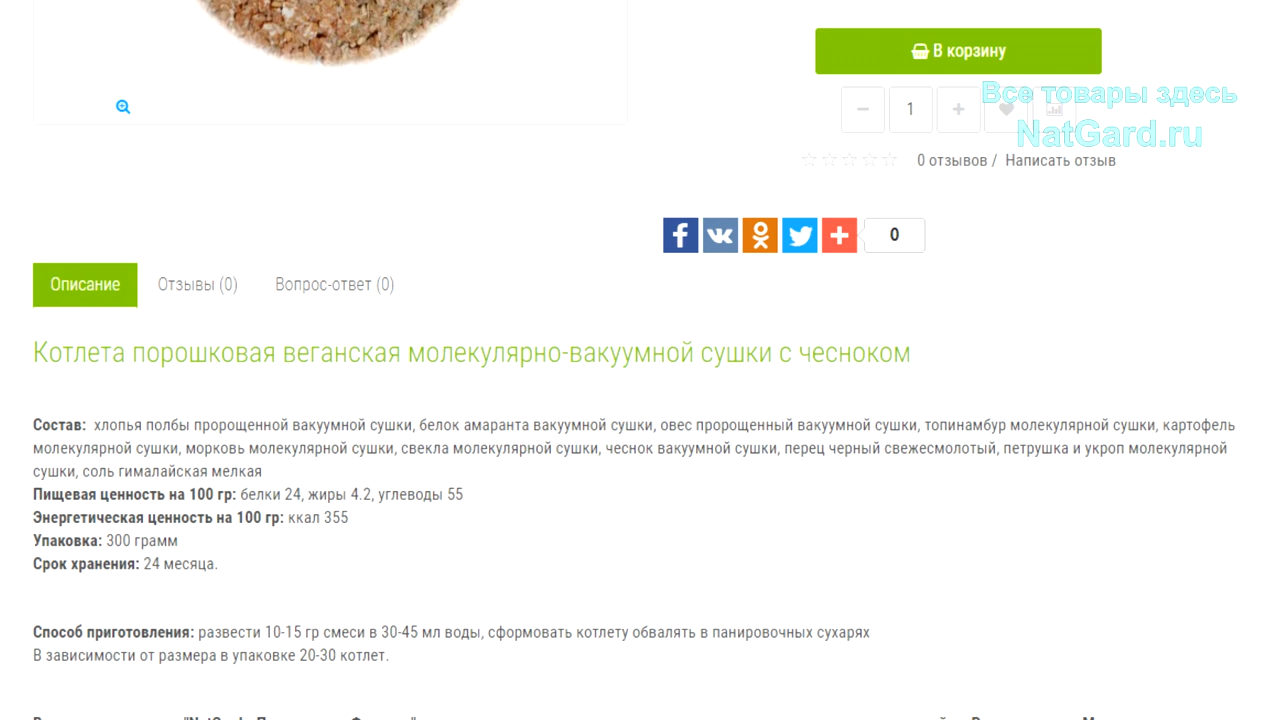 В корзину
Все товары здесь
1
NatGard.ru
0 отзывов / Написать отзыв
0
Описание Отзывы (0) Вопрос-ответ (0)
Котлета порошковая веганская молекулярно-вакуумной сушки с чесноком
Состав: хлопья полбы пророщенной вакуумной сушки, белок амаранта вакуумной сушки, овес пророщенный вакуумной сушки, топинамбур молекулярной сушки, картофель
молекулярной сушки, морковь молекулярной сушки, свекла молекулярной сушки, чеснок вакуумной сушки, перец черный свежесмолотый, петрушка и укроп молекулярной
сушки, соль гималайская мелкая
Пищевая ценность на 100 гр: белки 24, жиры 4.2, углеводы 55
Энергетическая ценность на 100 гр: ккал 355
Упаковка: 300 грамм
Срок хранения: 24 месяца.
Способ приготовления: развести 10-15 гр смеси в 30-45 мл воды, сформовать котлету обвалять в панировочных сухарях
В зависимости от размера в упаковке 20-30 котлет.